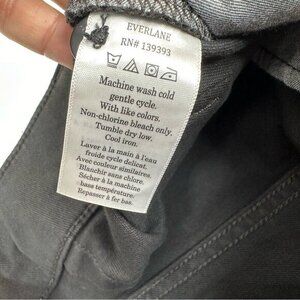 EVERLANE
RN# 139393
Machine wash cold
gentle cycle.
With like colors.
Non-chlorine bleach only.
Tumble dry low.
Cool iron.
Laver à la main à l'eau
froide cycle delicat.
Avec couleur similaires.
Blanchir sans chlore.
Sécher à la machine
bass température.
Repasser à fer bas.